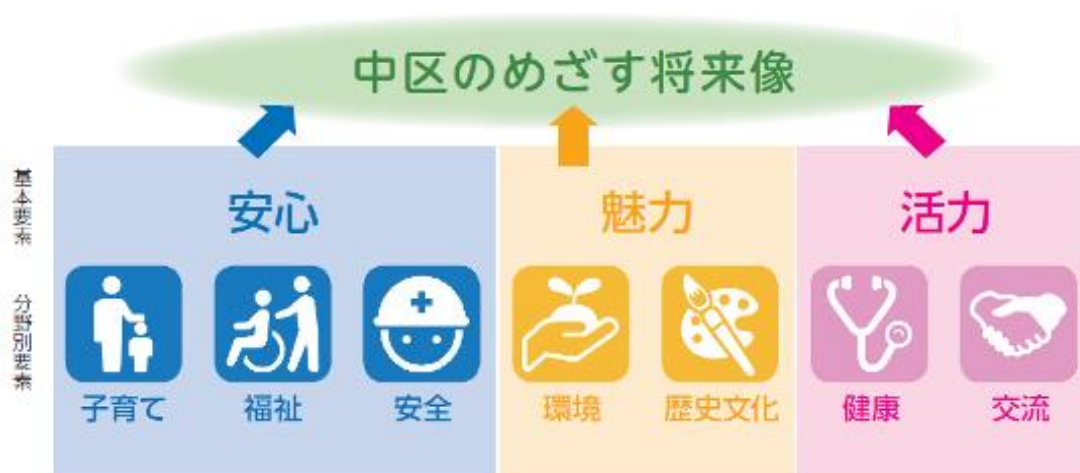 中区のめざす将来像
基本要素
安心
魅力
活力
分野別要素
子育て
福祉
安全
環境
歴史文化
健康
交流